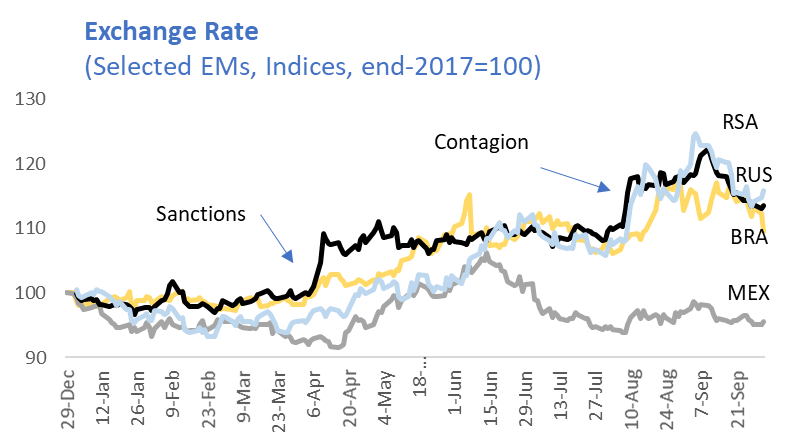 Exchange Rate
(Selected EMs, Indices, end-2017=100)
130
120
110
100
90
RSA
Contagion
RUS
Sanctions
BRA
MEX
29-Dec
12-Jan
26-Jan
9-Feb
23-Feb
9-Mar
23-Mar
6-Apr
20-Apr
4-May
18-...
1-Jun
15-Jun
29-Jun
13-Jul
27-Jul
10-Aug
24-Aug
7-Sep
21-Sep